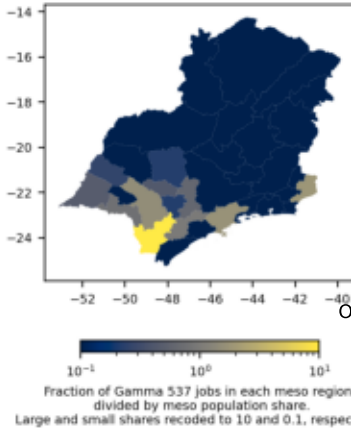 −14
−16
−18
−20
−22
−24
−52 −50 −48 −46 −44 −42 −40
O
10⁻¹ 10⁰ 10¹
Fraction of Gamma 537 jobs in each meso region
divided by meso population share.
Large and small shares recoded to 10 and 0.1, respec